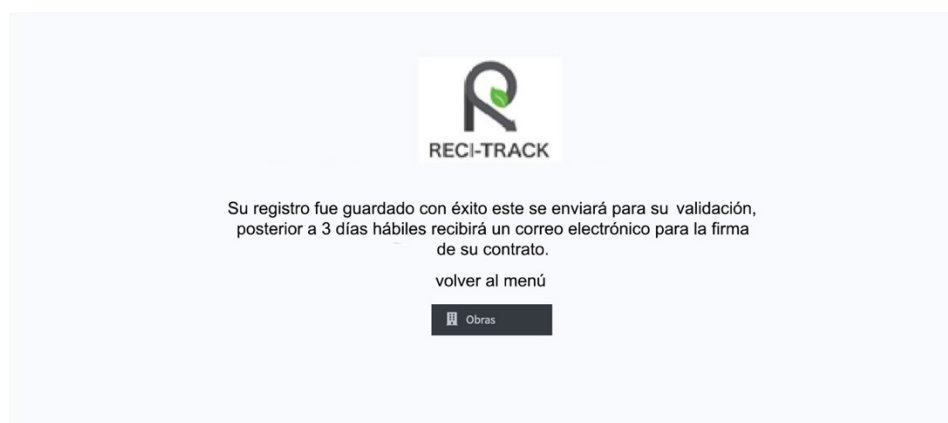 RECI-TRACK
Su registro fue guardado con éxito este se enviará para su validación,
posterior a 3 días hábiles recibirá un correo electrónico para la firma
de su contrato.
volver al menú
Obras